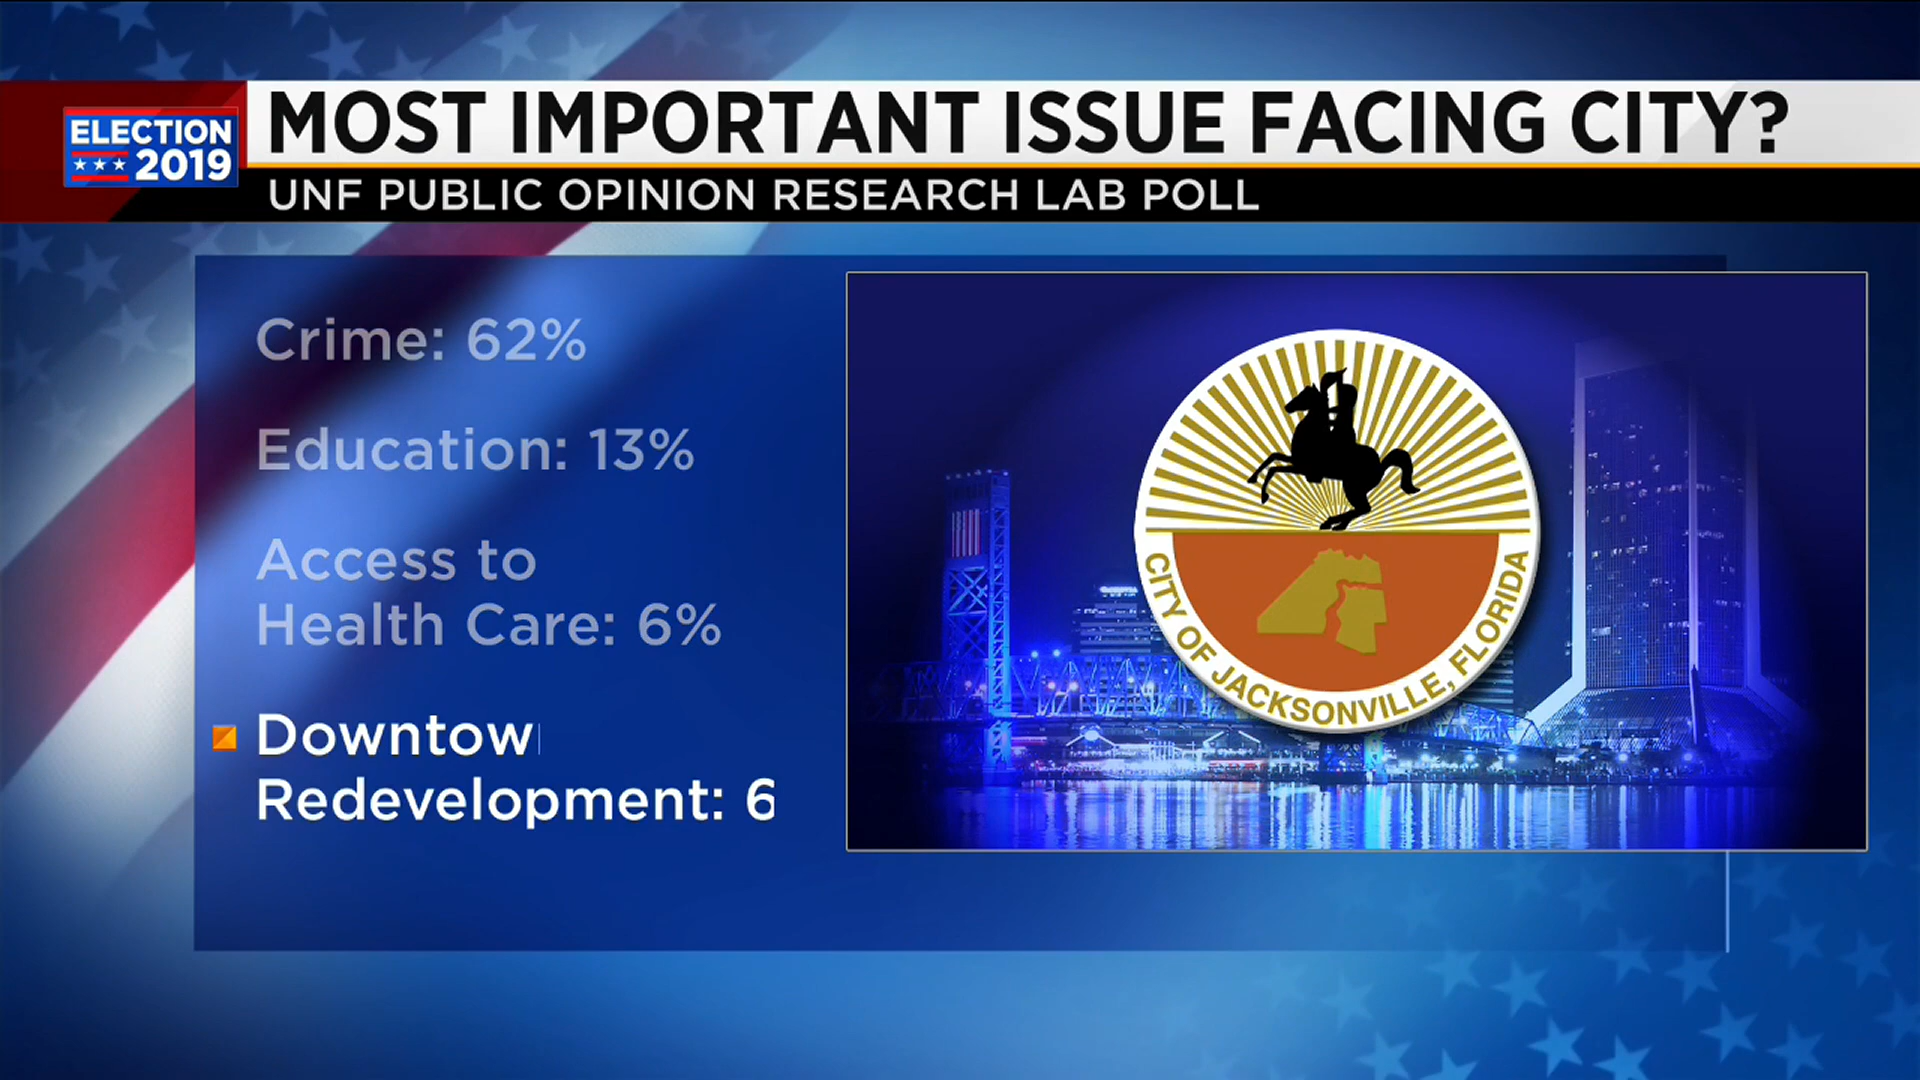 ELECTION
2019
MOST IMPORTANT ISSUE FACING CITY?
UNF PUBLIC OPINION RESEARCH LAB POLL
Crime: 62%
Education: 13%
Access to
Health Care: 6%
Downtow
Redevelopment: 6
CITY OF JACKSONVILLE, FLORIDA